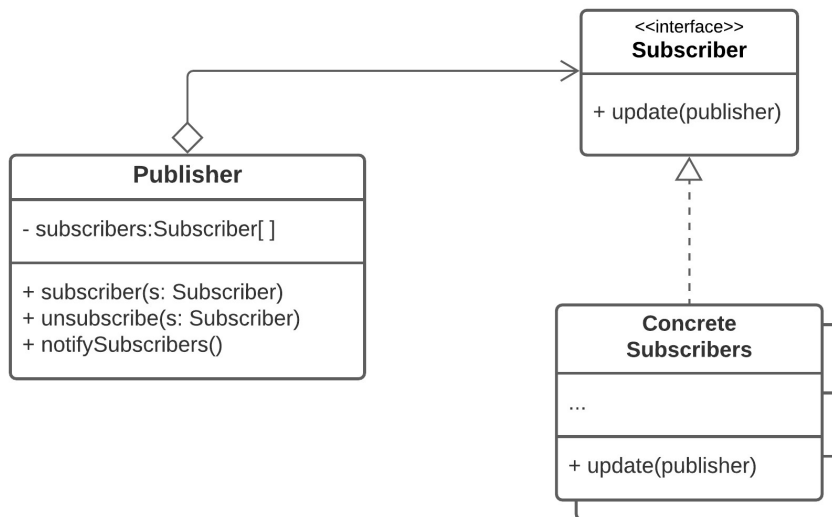 <<interface>>
Subscriber
+ update(publisher)
Publisher
- subscribers:Subscriber[ ]
+ subscriber(s: Subscriber)
+ unsubscribe(s: Subscriber)
+ notifySubscribers()
Concrete
Subscribers
...
+ update(publisher)